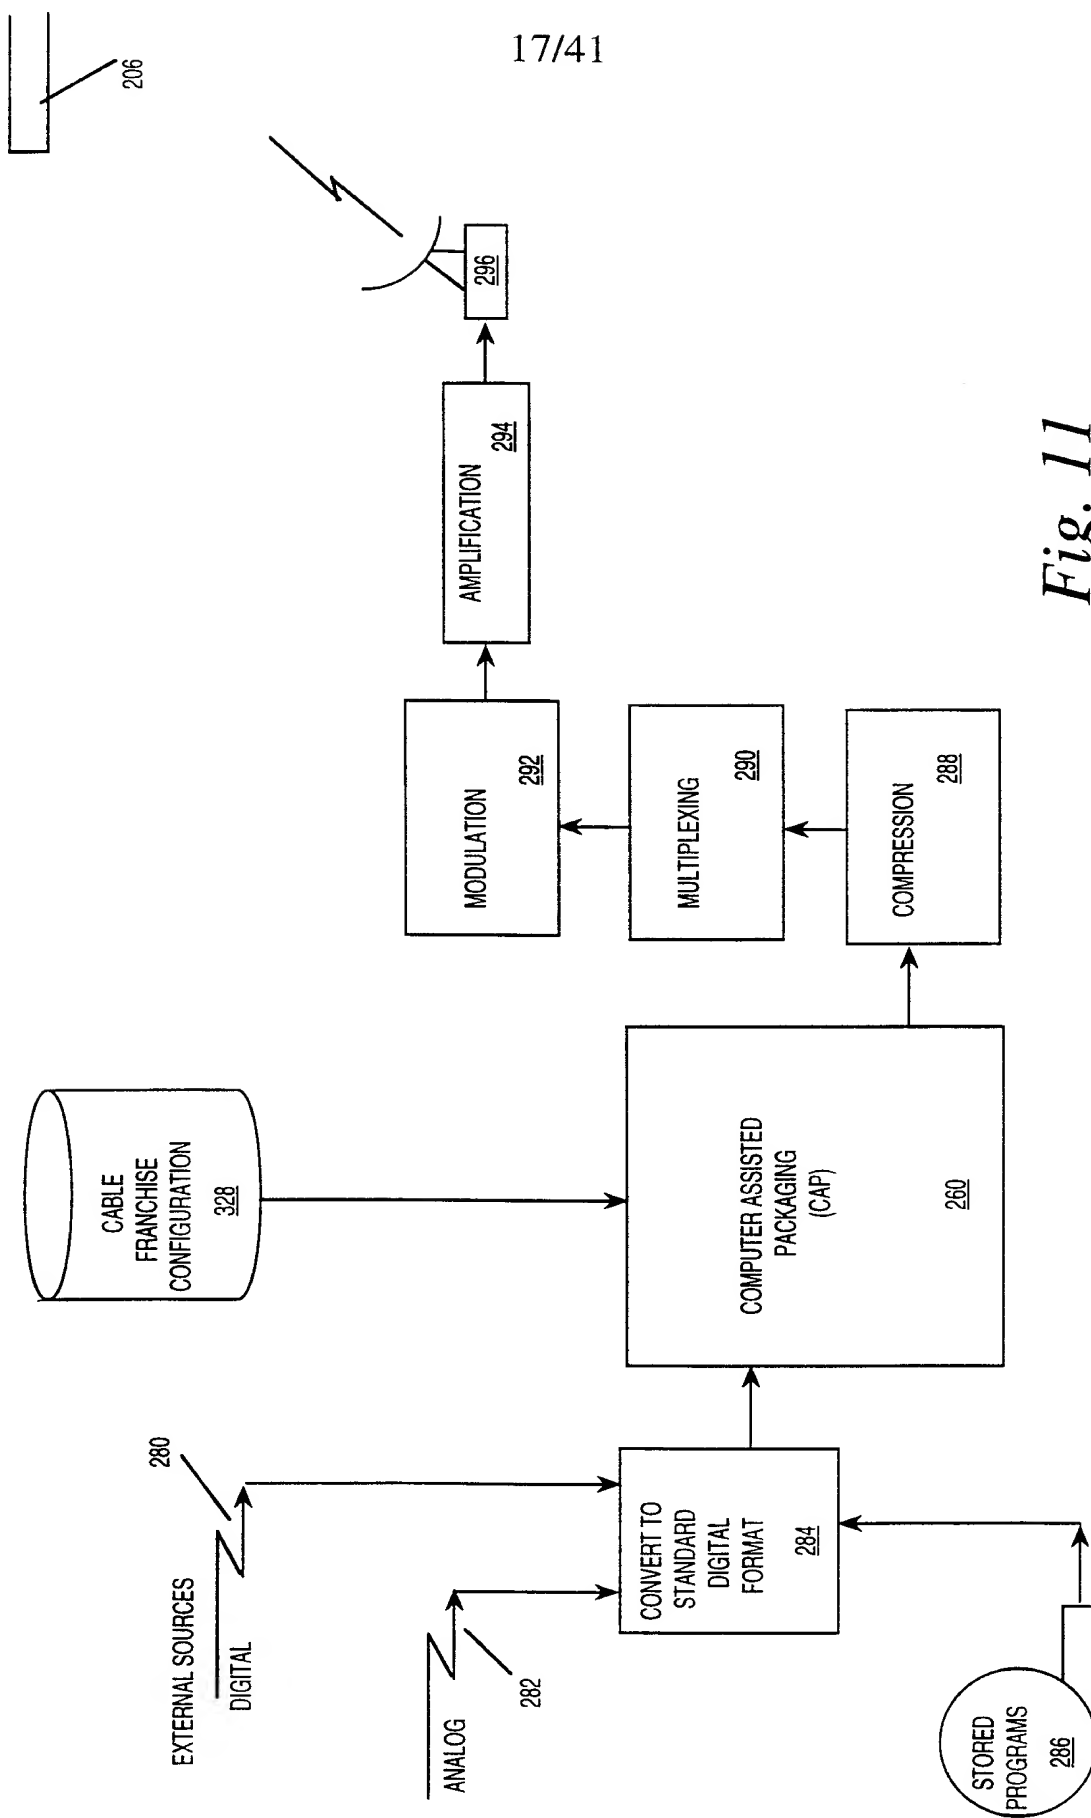 17/41
206
296
AMPLIFICATION
294
MODULATION
292
MULTIPLEXING
290
COMPRESSION
288
CABLE
FRANCHISE
CONFIGURATION
328
COMPUTER ASSISTED
PACKAGING
(CAP)
260
EXTERNAL SOURCES
DIGITAL
280
ANALOG
282
CONVERT TO
STANDARD
DIGITAL
FORMAT
284
STORED
PROGRAMS
286
Fig. 11